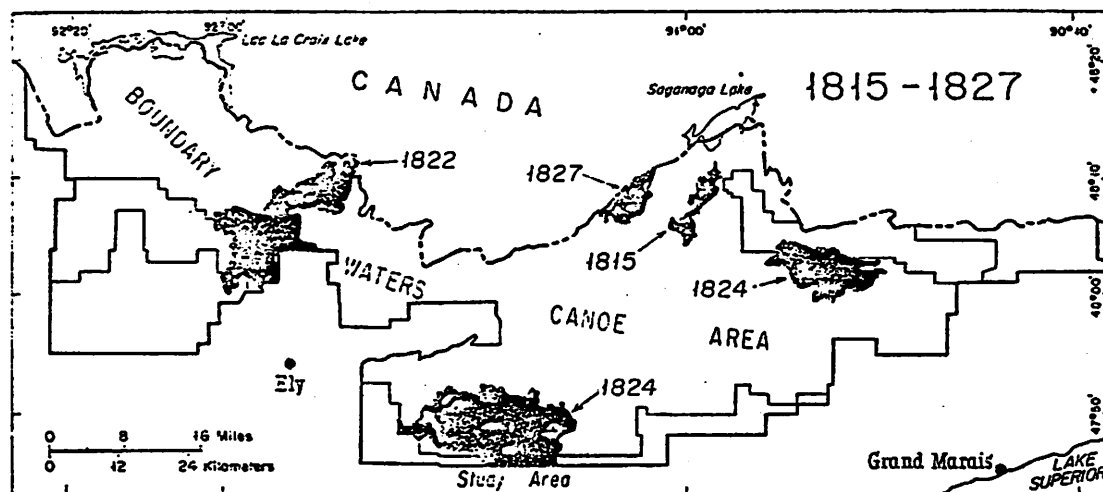 92°20' 92°00' 91°00' 90°10'
Lac La Croix Lake
CANADA
Saganaga Lake
1815 - 1827
48°20'
BOUNDARY
1822
1827
48°10'
1815
WATERS
1824
CANOE AREA
48°00'
Ely
1824
47°50'
0 8 16 Miles
0 12 24 Kilometers
Study Area
Grand Marais
LAKE
SUPERIOR